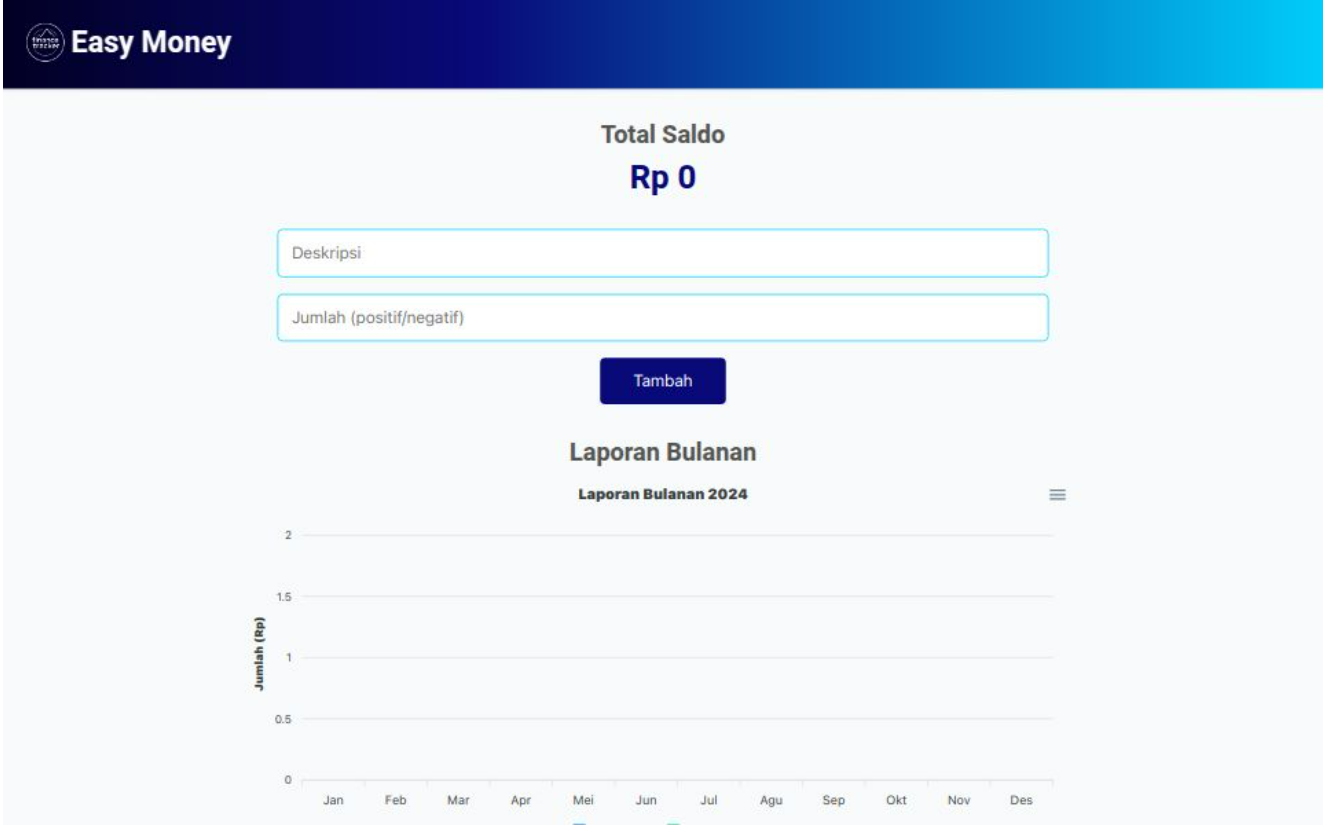 finance
tracker
Easy Money
Total Saldo
Rp 0
Deskripsi
Jumlah (positif/negatif)
Tambah
Laporan Bulanan
Laporan Bulanan 2024
2
1.5
1
0.5
0
Jumlah (Rp)
Jan Feb Mar Apr Mei Jun Jul Agu Sep Okt Nov Des